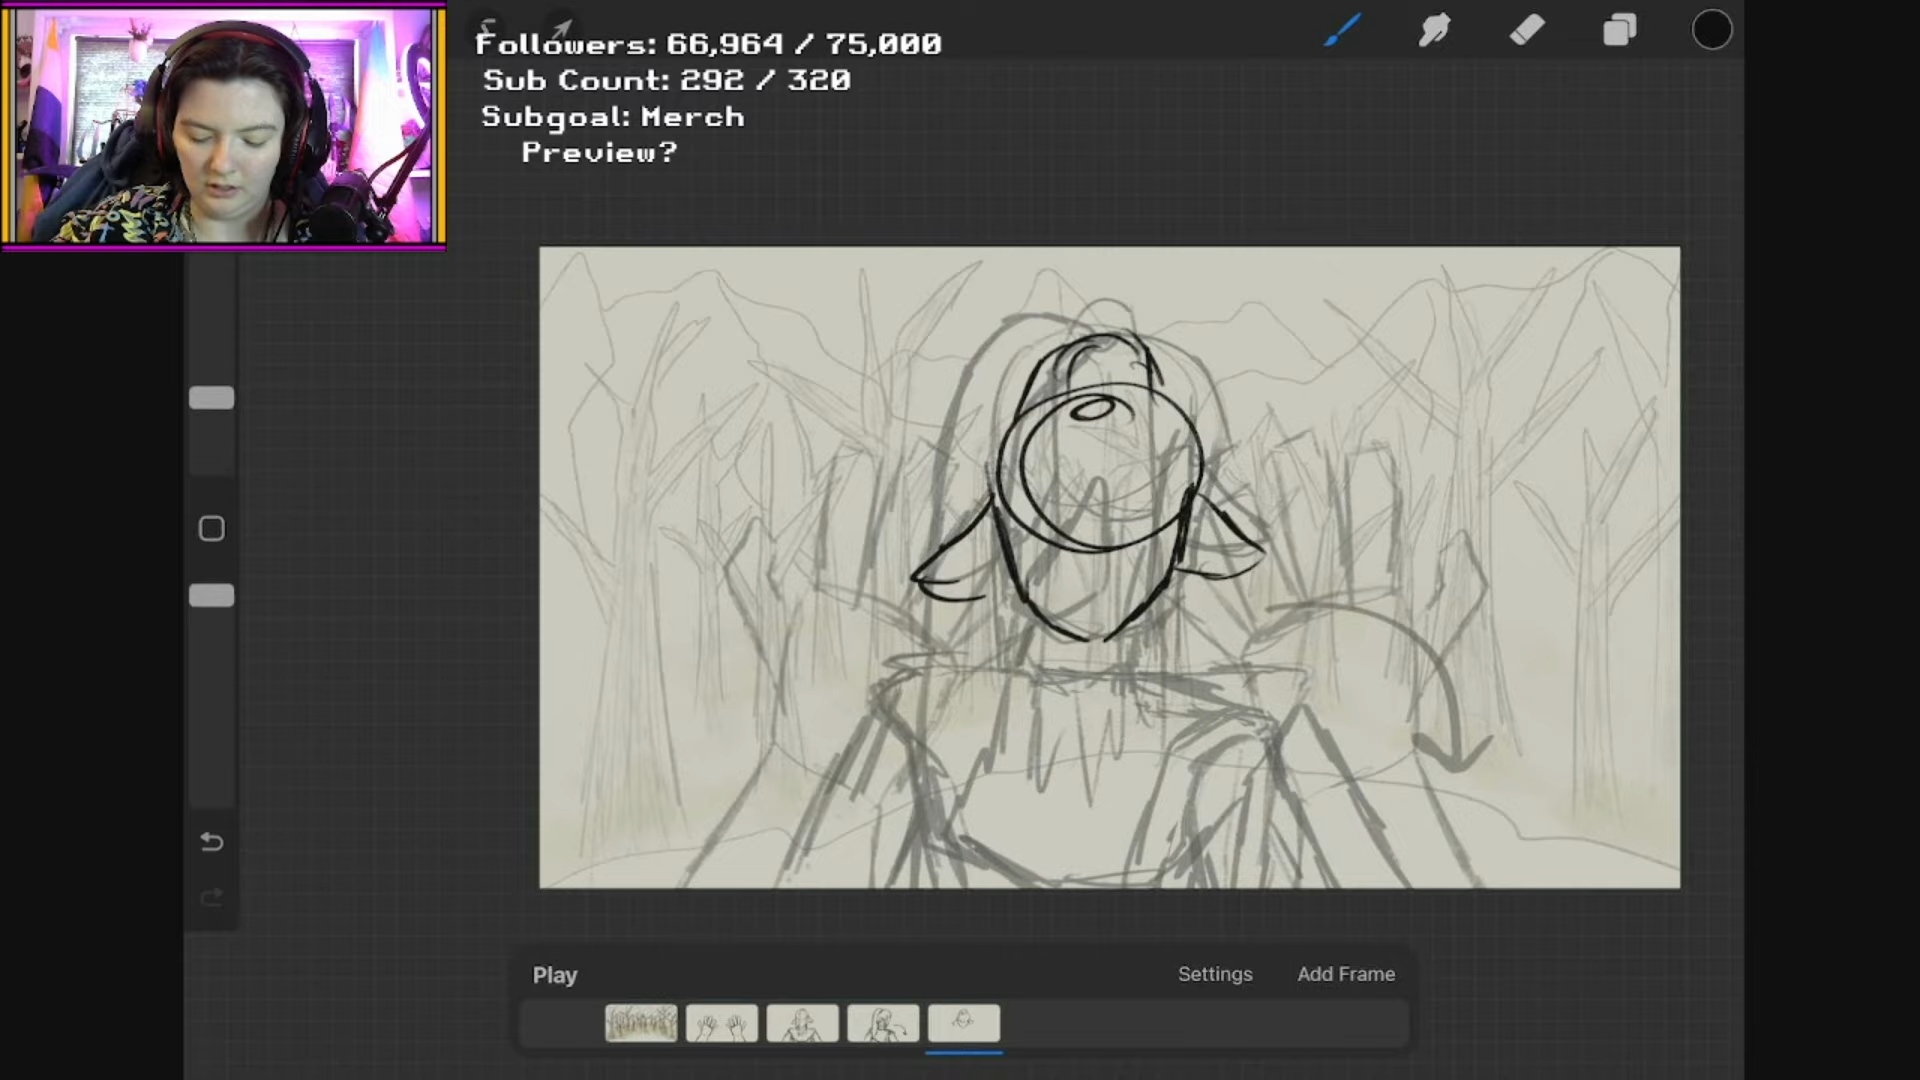 Followers: 66,964 / 75,000
Sub Count: 292 / 320
Subgoal: Merch
Preview?
Play
Settings
Add Frame